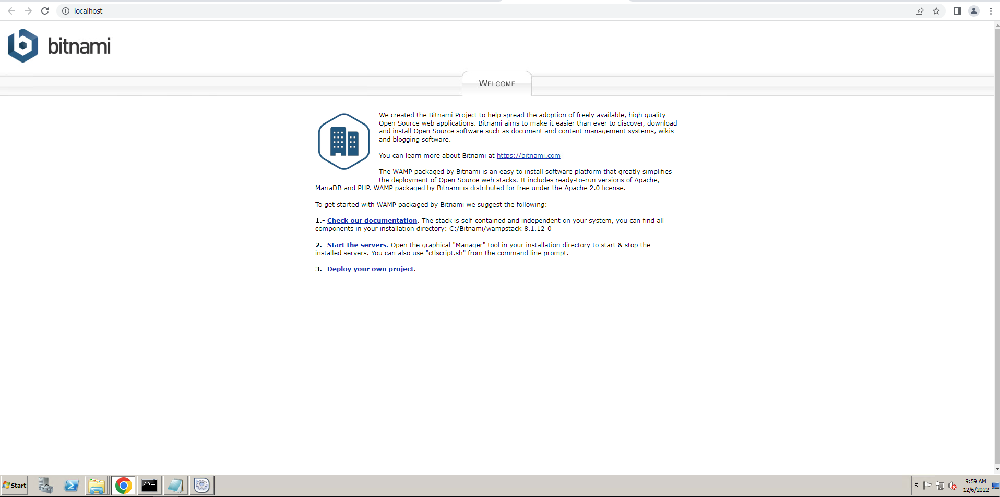 localhost
bitnami
Welcome
We created the Bitnami Project to help spread the adoption of freely available, high quality
Open Source web applications. Bitnami aims to make it easier than ever to discover, download
and install Open Source software such as document and content management systems, wikis
and blogging software.
You can learn more about Bitnami at https://bitnami.com
The WAMP packaged by Bitnami is an easy to install software platform that greatly simplifies
the deployment of Open Source web stacks. It includes ready-to-run versions of Apache,
MariaDB and PHP. WAMP packaged by Bitnami is distributed for free under the Apache 2.0 license.
To get started with WAMP packaged by Bitnami we suggest the following:
1.- Check our documentation. The stack is self-contained and independent on your system, you can find all
components in your installation directory: C:/Bitnami/wampstack-8.1.12-0
2.- Start the servers. Open the graphical "Manager" tool in your installation directory to start & stop the
installed servers. You can also use "ctlscript.sh" from the command line prompt.
3.- Deploy your own project.
Start
C:\_
9:59 AM
12/6/2022